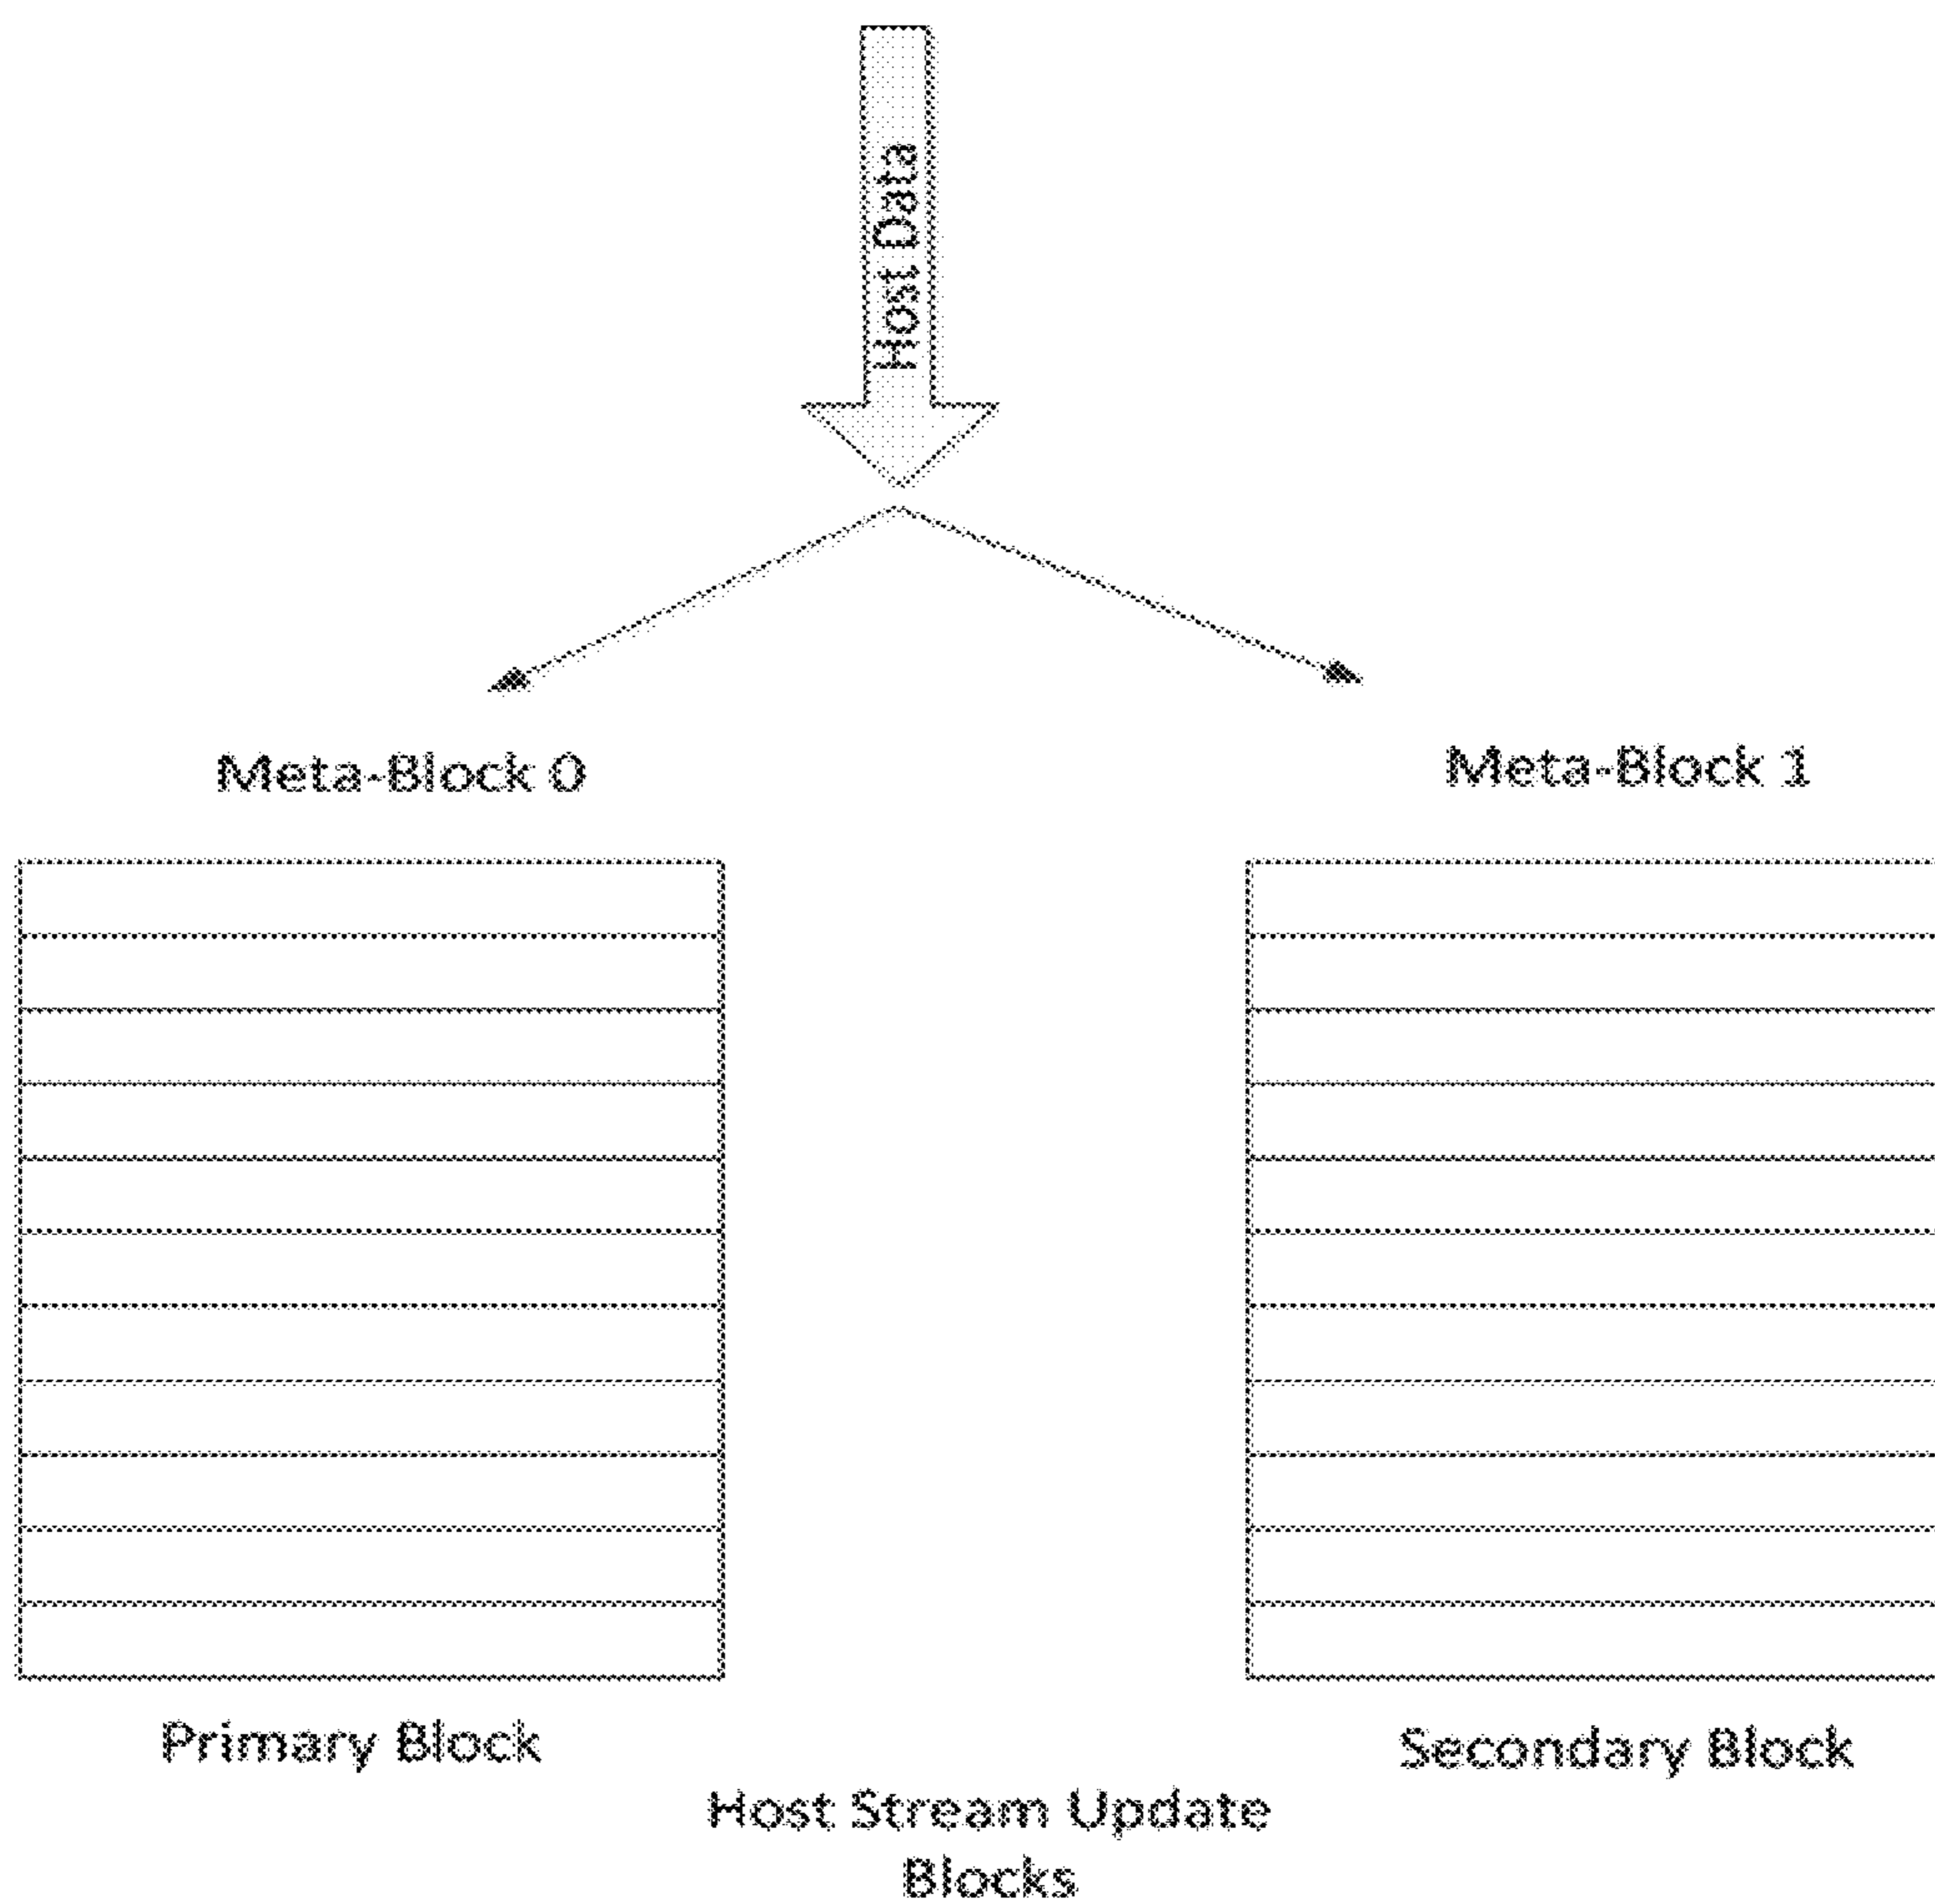 Host Data
Meta-Block 0
Meta-Block 1
Primary Block
Secondary Block
Host Stream Update
Blocks